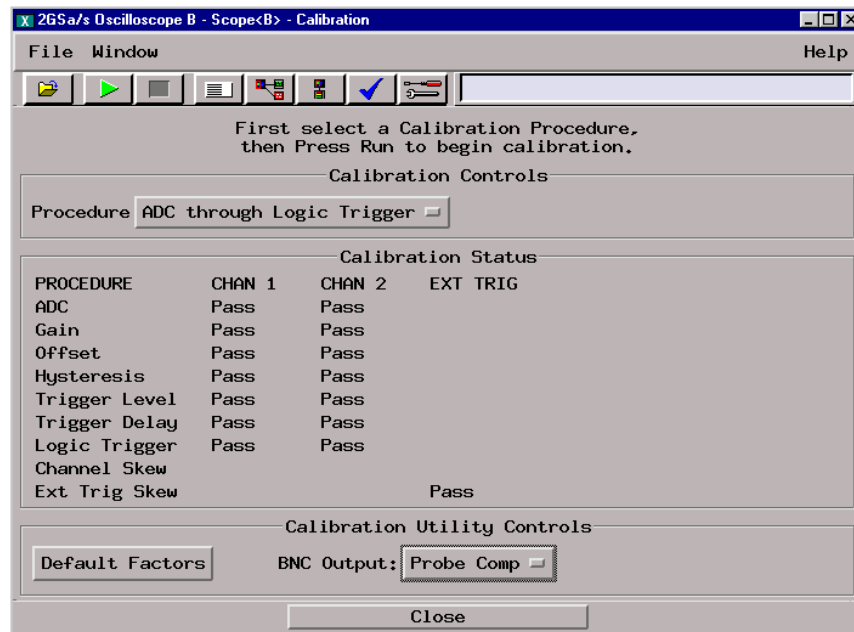 2GSa/s Oscilloscope B - Scope<B> - Calibration
File Window Help
First select a Calibration Procedure,
then Press Run to begin calibration.
Calibration Controls
Procedure ADC through Logic Trigger
Calibration Status
PROCEDURE CHAN 1 CHAN 2 EXT TRIG
ADC Pass Pass
Gain Pass Pass
Offset Pass Pass
Hysteresis Pass Pass
Trigger Level Pass Pass
Trigger Delay Pass Pass
Logic Trigger Pass Pass
Channel Skew
Ext Trig Skew Pass
Calibration Utility Controls
Default Factors BNC Output: Probe Comp
Close